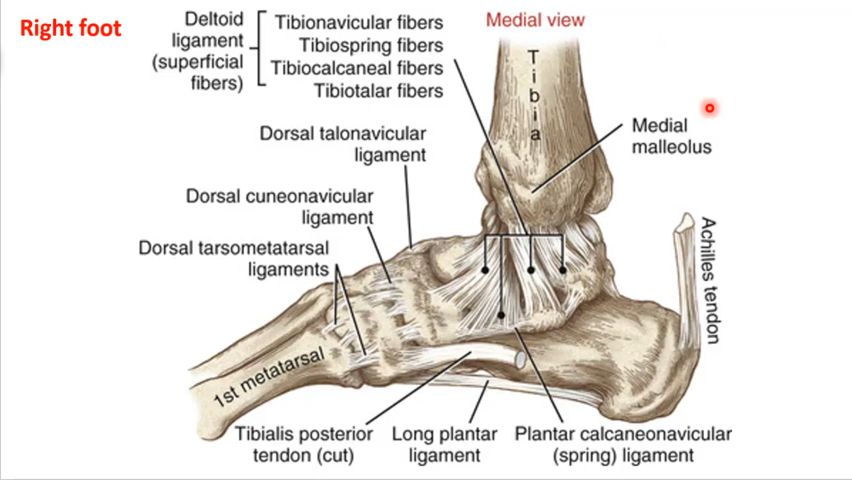 Right foot
Deltoid
ligament
(superficial
fibers)
Tibionavicular fibers
Tibiospring fibers
Tibiocalcaneal fibers
Tibiotalar fibers
Medial view
Tibia
Medial
malleolus
Dorsal talonavicular
ligament
Dorsal cuneonavicular
ligament
Dorsal tarsometatarsal
ligaments
Achilles tendon
1st metatarsal
Tibialis posterior
tendon (cut)
Long plantar
ligament
Plantar calcaneonavicular
(spring) ligament